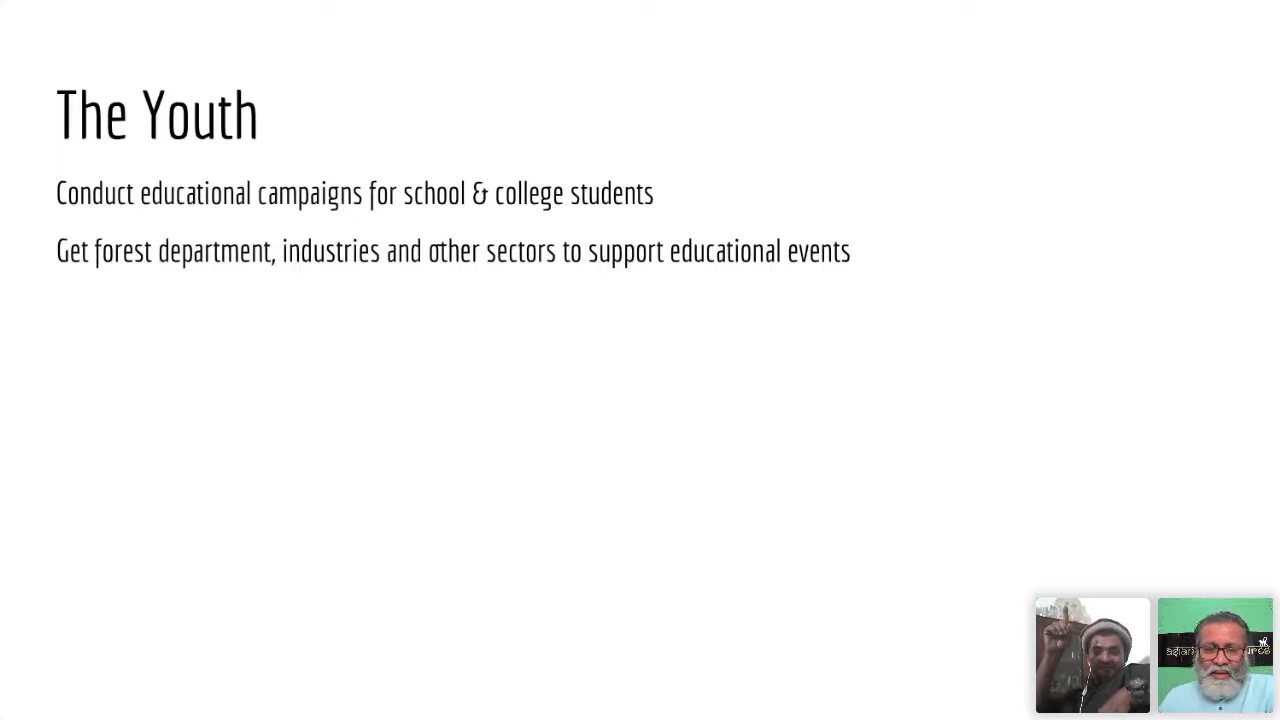 The Youth
Conduct educational campaigns for school & college students
Get forest department, industries and other sectors to support educational events
asian